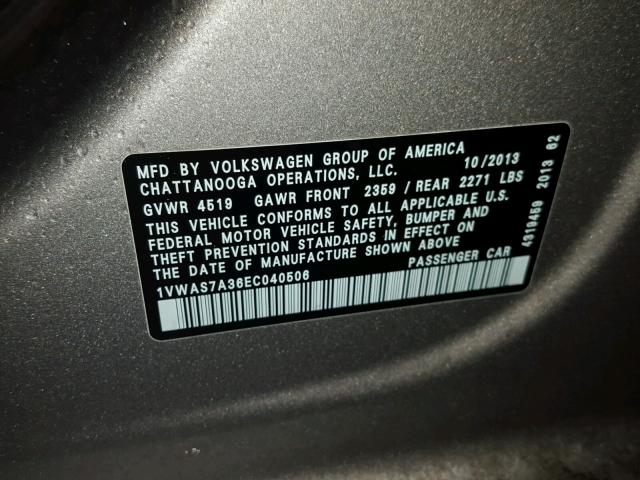 MFD BY VOLKSWAGEN GROUP OF AMERICA 10/2013
CHATTANOOGA OPERATIONS, LLC.
GVWR 4519 GAWR FRONT 2359 / REAR 2271 LBS
THIS VEHICLE CONFORMS TO ALL APPLICABLE U.S.
FEDERAL MOTOR VEHICLE SAFETY, BUMPER AND
THEFT PREVENTION STANDARDS IN EFFECT ON
THE DATE OF MANUFACTURE SHOWN ABOVE
1VWAS7A36EC040506 PASSENGER CAR
4319459 2013 62